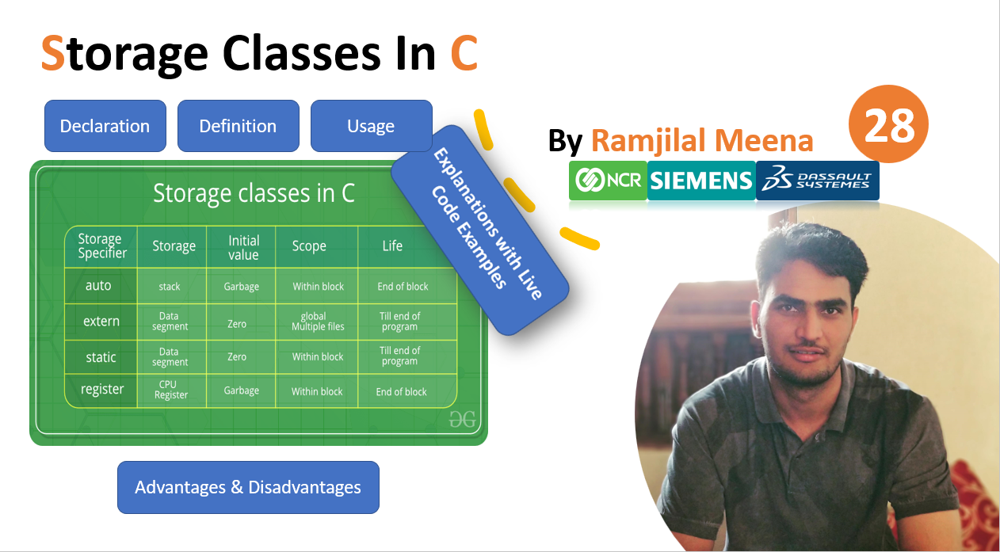 Storage Classes In C
Declaration
Definition
Usage
Explanations with Live
Code Examples
By Ramjilal Meena
28
NCR
SIEMENS
DASSAULT
SYSTEMES
Storage classes in C
Storage
Specifier
Storage
Initial
value
Scope
Life
auto
stack
Garbage
Within block
End of block
extern
Data
segment
Zero
global
Multiple files
Till end of
program
static
Data
segment
Zero
Within block
Till end of
program
register
CPU
Register
Garbage
Within block
End of block
Advantages & Disadvantages